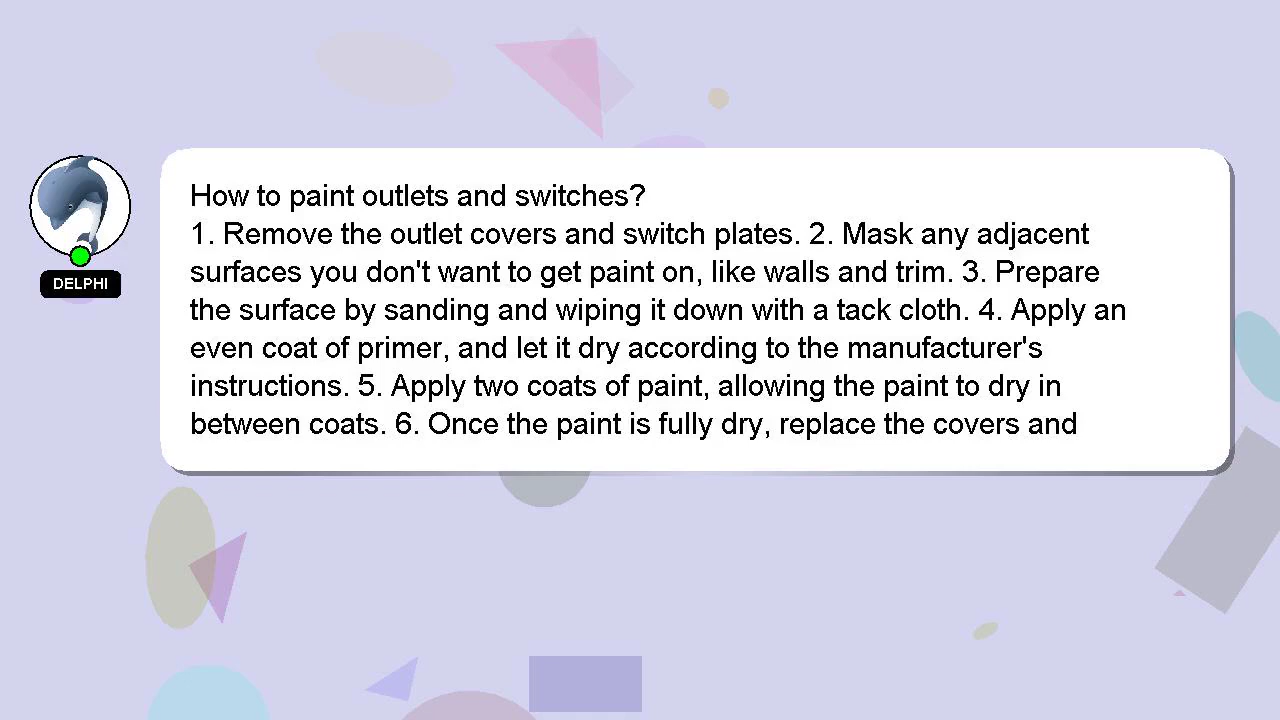 How to paint outlets and switches?
1. Remove the outlet covers and switch plates. 2. Mask any adjacent
surfaces you don't want to get paint on, like walls and trim. 3. Prepare
the surface by sanding and wiping it down with a tack cloth. 4. Apply an
even coat of primer, and let it dry according to the manufacturer's
instructions. 5. Apply two coats of paint, allowing the paint to dry in
between coats. 6. Once the paint is fully dry, replace the covers and
DELPHI